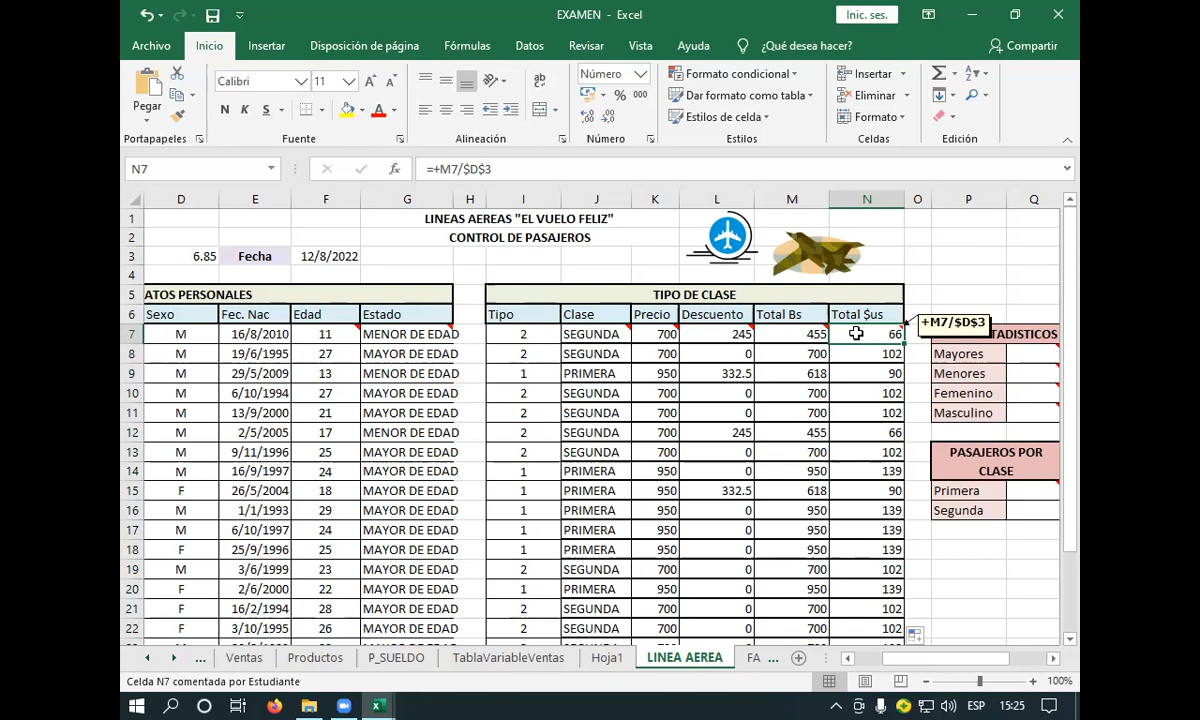 EXAMEN - Excel
Inic. ses.
Archivo Inicio Insertar Disposición de página Fórmulas Datos Revisar Vista Ayuda ¿Qué desea hacer? Compartir
Pegar
Calibri 11
N K S
ab
Número
% 000
Formato condicional
Dar formato como tabla
Estilos de celda
Insertar
Eliminar
Formato
Portapapeles Fuente Alineación Número Estilos Celdas Edición
N7 fx =+M7/$D$3
D E F G H I J K L M N O P Q
1 LINEAS AEREAS "EL VUELO FELIZ"
2 CONTROL DE PASAJEROS
3 6.85 Fecha 12/8/2022
4
5 ATOS PERSONALES TIPO DE CLASE
6 Sexo Fec. Nac Edad Estado Tipo Clase Precio Descuento Total Bs Total $us
+M7/$D$3
7 M 16/8/2010 11 MENOR DE EDAD 2 SEGUNDA 700 245 455 66 ADISTICOS
8 M 19/6/1995 27 MAYOR DE EDAD 2 SEGUNDA 700 0 700 102 Mayores
9 M 29/5/2009 13 MENOR DE EDAD 1 PRIMERA 950 332.5 618 90 Menores
10 M 6/10/1994 27 MAYOR DE EDAD 2 SEGUNDA 700 0 700 102 Femenino
11 M 13/9/2000 21 MAYOR DE EDAD 2 SEGUNDA 700 0 700 102 Masculino
12 M 2/5/2005 17 MENOR DE EDAD 2 SEGUNDA 700 245 455 66
13 M 9/11/1996 25 MAYOR DE EDAD 2 SEGUNDA 700 0 700 102 PASAJEROS POR
14 M 16/9/1997 24 MAYOR DE EDAD 1 PRIMERA 950 0 950 139 CLASE
15 F 26/5/2004 18 MAYOR DE EDAD 1 PRIMERA 950 332.5 618 90 Primera
16 M 1/1/1993 29 MAYOR DE EDAD 1 PRIMERA 950 0 950 139 Segunda
17 M 6/10/1997 24 MAYOR DE EDAD 1 PRIMERA 950 0 950 139
18 F 25/9/1996 25 MAYOR DE EDAD 1 PRIMERA 950 0 950 139
19 M 3/6/1999 23 MAYOR DE EDAD 2 SEGUNDA 700 0 700 102
20 F 2/6/2000 22 MAYOR DE EDAD 1 PRIMERA 950 0 950 139
21 F 16/2/1994 28 MAYOR DE EDAD 2 SEGUNDA 700 0 700 102
22 F 3/10/1995 26 MAYOR DE EDAD 2 SEGUNDA 700 0 700 102
... Ventas Productos P_SUELDO TablaVariableVentas Hoja1 LINEA AEREA FA ...
Celda N7 comentada por Estudiante 100%
ESP 15:25